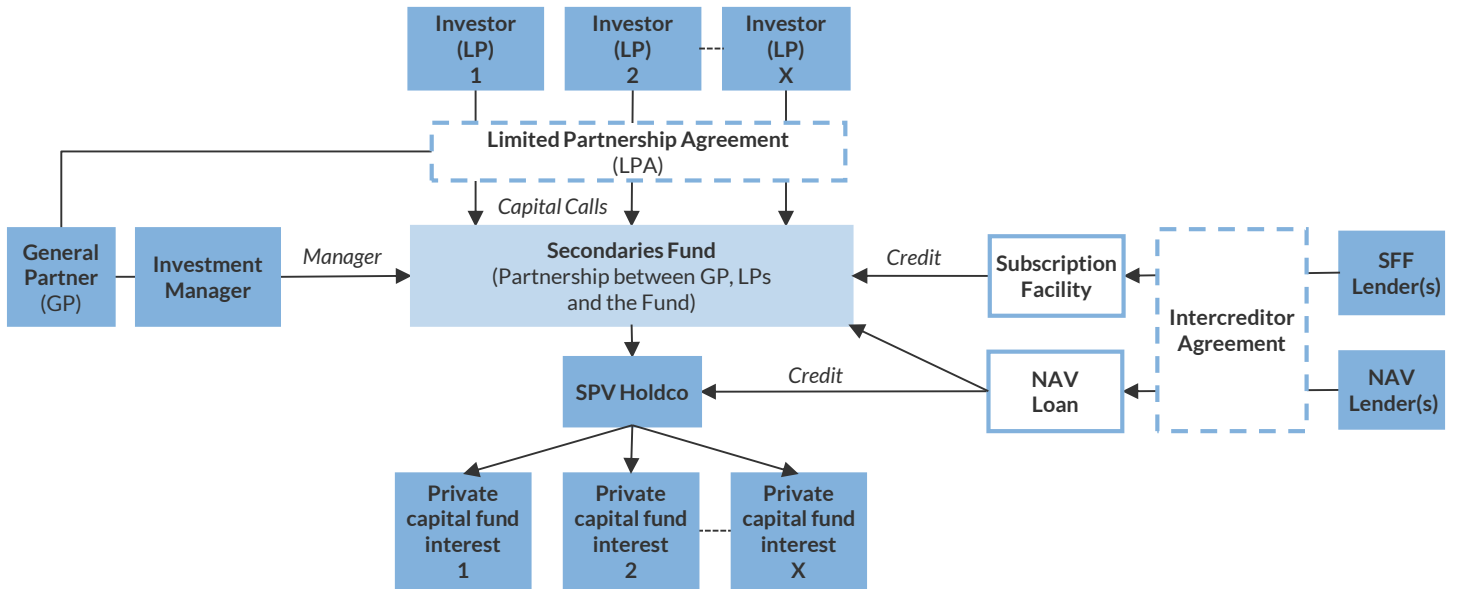 Investor
(LP)
1
Investor
(LP)
2
Investor
(LP)
X
Limited Partnership Agreement
(LPA)
Capital Calls
General
Partner
(GP)
Investment
Manager
Manager
Secondaries Fund
(Partnership between GP, LPs
and the Fund)
Credit
Subscription
Facility
Intercreditor
Agreement
SFF
Lender(s)
SPV Holdco
Credit
NAV
Loan
NAV
Lender(s)
Private
capital fund
interest
1
Private
capital fund
interest
2
Private
capital fund
interest
X